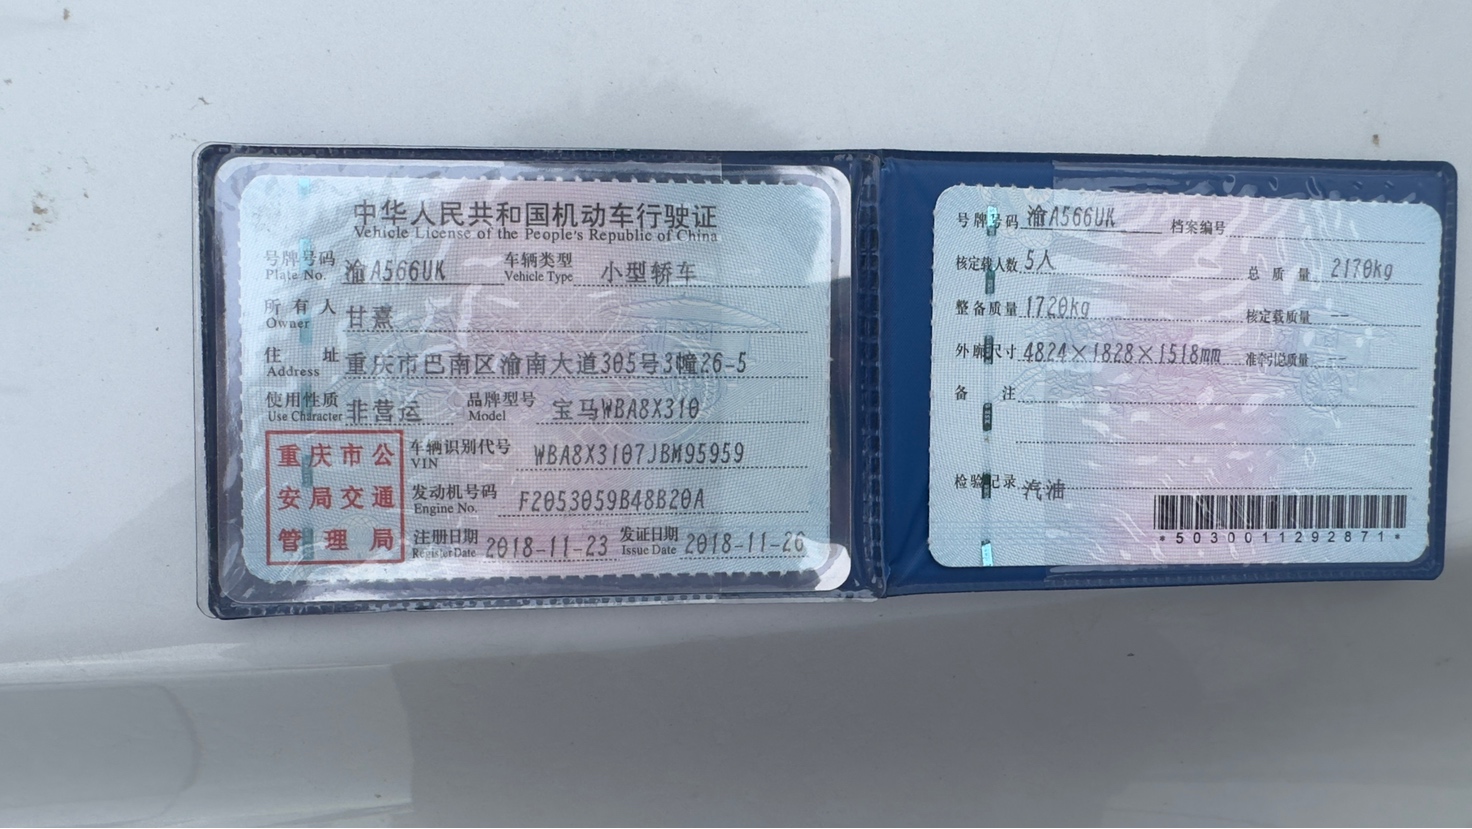 中华人民共和国机动车行驶证
Vehicle License of the People's Republic of China
号牌号码 渝A566UK 车辆类型 小型轿车
Plate No. Vehicle Type
所有人 甘熹
Owner
住址 重庆市巴南区渝南大道305号3幢26-5
Address
使用性质 非营运 品牌型号 宝马WBA8X310
Use Character Model
重庆市公
安局交通
管理局
车辆识别代号 WBA8X3107JBM95959
VIN
发动机号码 F2053059B48B20A
Engine No.
注册日期 2018-11-23 发证日期 2018-11-26
Register Date Issue Date
号牌号码 渝A566UK 档案编号
核定载人数 5人 总质量 2170kg
整备质量 1720kg 核定载质量 --
外廓尺寸 4824×1828×1518mm 准牵引总质量 --
备注
检验记录 汽油
*5030011292871*